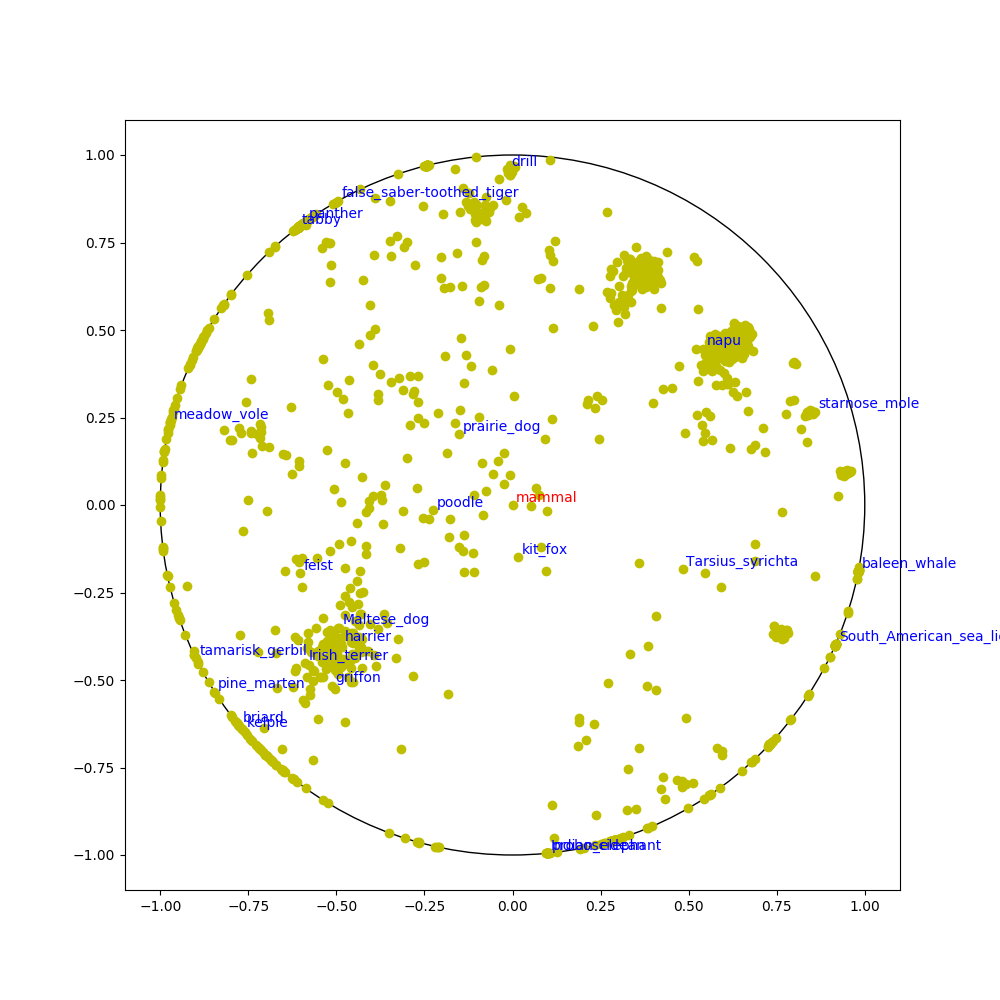 drill
false_saber-toothed_tiger
panther
tabby
napu
meadow_vole
starnose_mole
prairie_dog
poodle
mammal
kit_fox
feist
Tarsius_syrichta
baleen_whale
Maltese_dog
harrier
South_American_sea_lio
tamarisk_gerbil
Irish_terrier
pine_marten
griffon
briard
kelpie
1.00
0.75
0.50
0.25
0.00
−0.25
−0.50
−0.75
−1.00
−1.00
−0.75
−0.50
−0.25
0.00
0.25
0.50
0.75
1.00